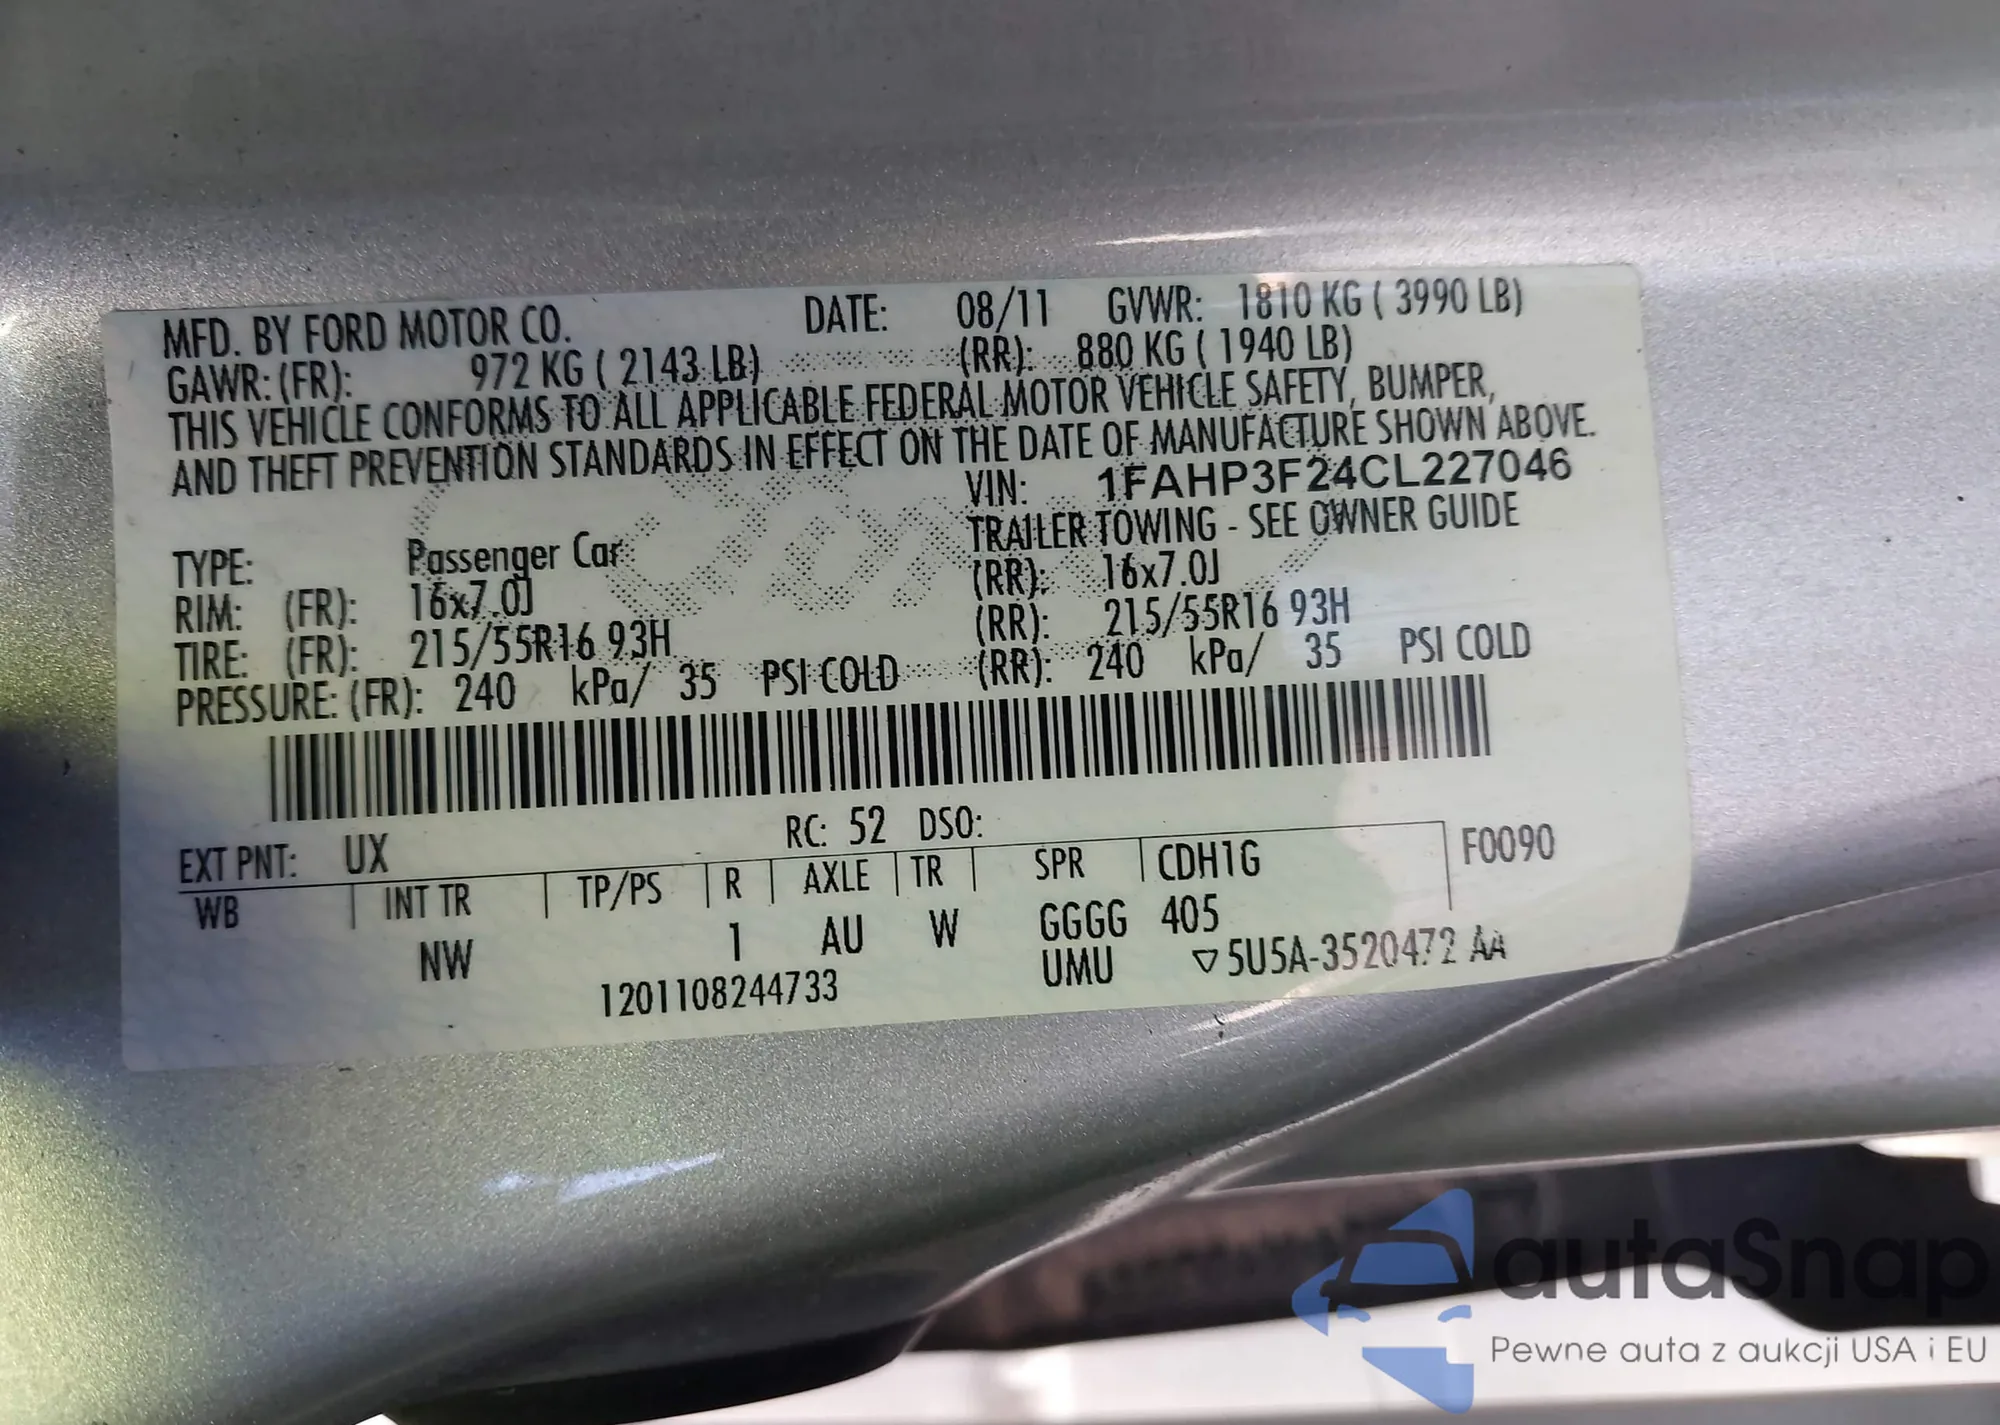 MFD. BY FORD MOTOR CO. DATE: 08/11 GVWR: 1810 KG ( 3990 LB)
GAWR: (FR): 972 KG ( 2143 LB) (RR): 880 KG ( 1940 LB)
THIS VEHICLE CONFORMS TO ALL APPLICABLE FEDERAL MOTOR VEHICLE SAFETY, BUMPER,
AND THEFT PREVENTION STANDARDS IN EFFECT ON THE DATE OF MANUFACTURE SHOWN ABOVE.
VIN: 1FAHP3F24CL227046
TRAILER TOWING - SEE OWNER GUIDE
TYPE: Passenger Car
RIM: (FR): 16x7.0J (RR): 16x7.0J
TIRE: (FR): 215/55R16 93H (RR): 215/55R16 93H
PRESSURE: (FR): 240 kPa/ 35 PSI COLD (RR): 240 kPa/ 35 PSI COLD
EXT PNT: UX RC: 52 DSO:
WB INT TR TP/PS R AXLE TR SPR CDH1G F0090
NW 1 AU W GGGG 405
1201108244733 UMU ▽5U5A-3520472 AA
autaSnap
Pewne auta z aukcji USA i EU